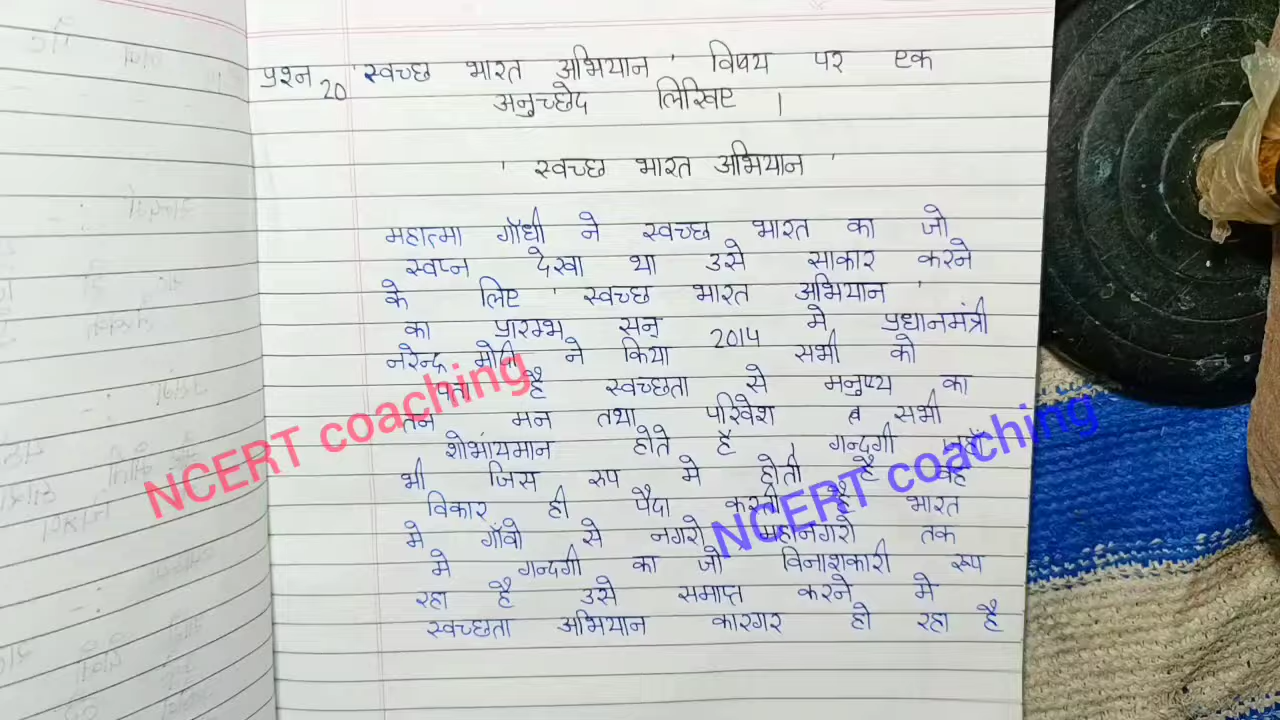 प्रश्न 20 'स्वच्छ भारत अभियान' विषय पर एक
अनुच्छेद लिखिए ।
' स्वच्छ भारत अभियान '
महात्मा गाँधी ने स्वच्छ भारत का जो
स्वप्न देखा था उसे साकार करने
के लिए ' स्वच्छ भारत अभियान '
का प्रारम्भ सन् 2014 मे प्रधानमंत्री
नरेन्द्र मोदी ने किया सभी को
पता है स्वच्छता से मनुष्य का
तन मन तथा परिवेश व सभी
शोभायमान होते है । गन्दगी जहाँ
भी जिस रुप मे होती है वह
विकार ही पैदा करती है भारत
मे गाँवो से नगरो महानगरो तक
मे गन्दगी का जो विनाशकारी रूप
रहा है उसे समाप्त करने मे
स्वच्छता अभियान कारगर हो रहा है
NCERT coaching
NCERT coaching